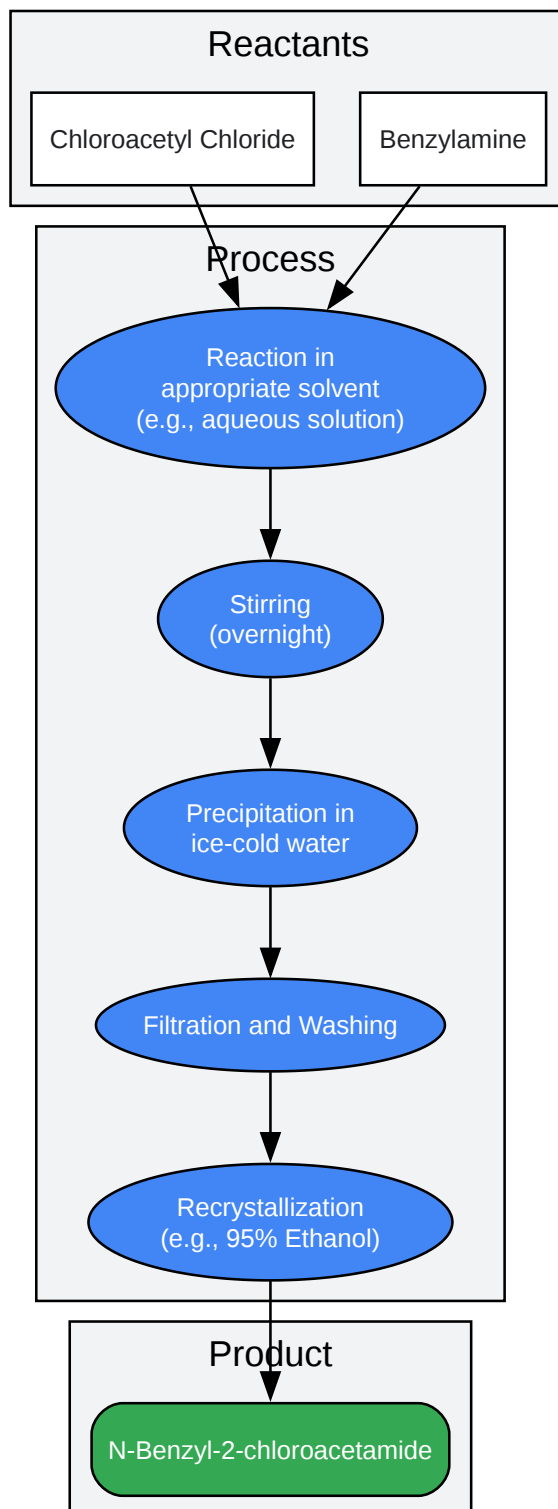 Reactants
Chloroacetyl Chloride
Benzylamine
Process
Reaction in
appropriate solvent
(e.g., aqueous solution)
Stirring
(overnight)
Precipitation in
ice-cold water
Filtration and Washing
Recrystallization
(e.g., 95% Ethanol)
Product
N-Benzyl-2-chloroacetamide